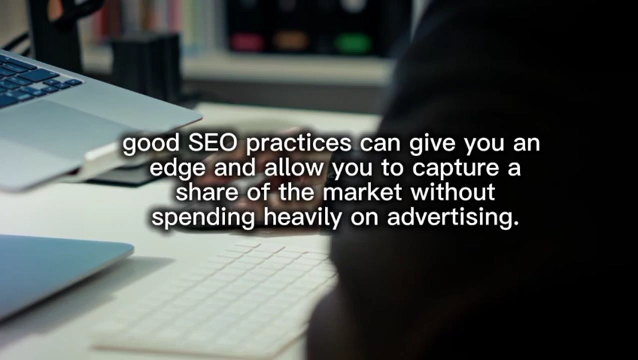 good SEO practices can give you an
edge and allow you to capture a
share of the market without
spending heavily on advertising.